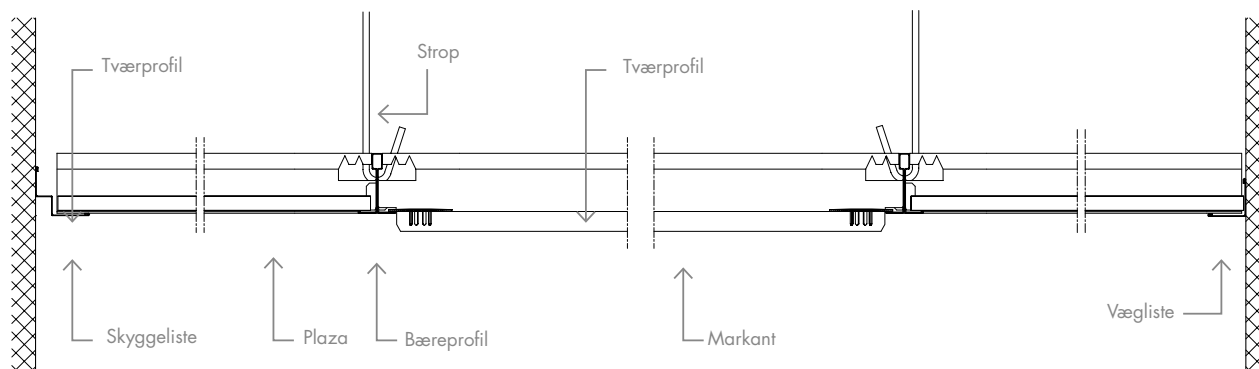 Strop
Tværprofil
Tværprofil
Vægliste
Skyggeliste
Plaza
Bæreprofil
Markant